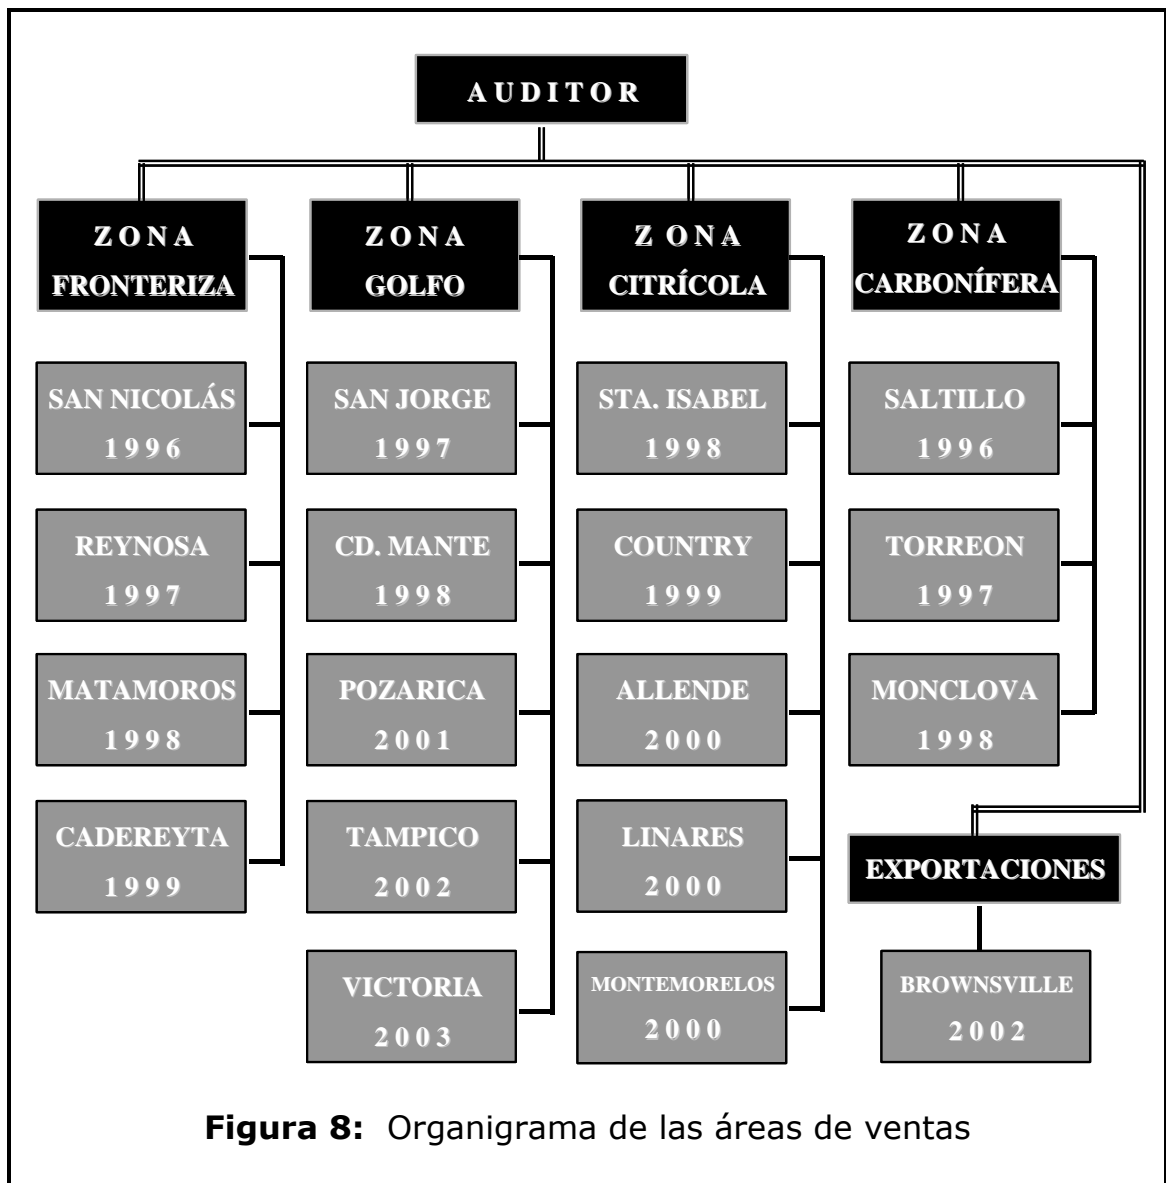 AUDITOR
ZONA
FRONTERIZA
SAN NICOLÁS
1996
REYNOSA
1997
MATAMOROS
1998
CADEREYTA
1999
ZONA
GOLFO
SAN JORGE
1997
CD. MANTE
1998
POZARICA
2001
TAMPICO
2002
VICTORIA
2003
ZONA
CITRÍCOLA
STA. ISABEL
1998
COUNTRY
1999
ALLENDE
2000
LINARES
2000
MONTEMORELOS
2000
ZONA
CARBONÍFERA
SALTILLO
1996
TORREON
1997
MONCLOVA
1998
EXPORTACIONES
BROWNSVILLE
2002
Figura 8: Organigrama de las áreas de ventas